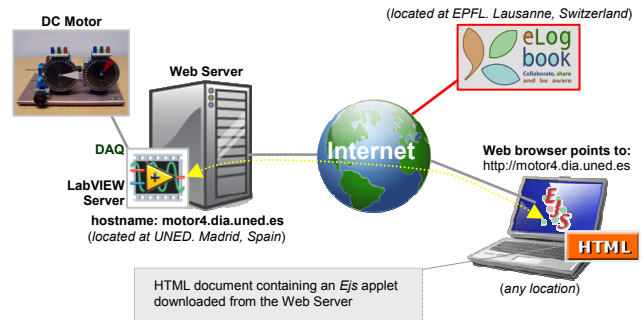 DC Motor
(located at EPFL. Lausanne, Switzerland)
eLog
book
Collaborate, share
and be aware
Web Server
DAQ
LabVIEW
Server
Internet
Web browser points to:
http://motor4.dia.uned.es
EJS
HTML
hostname: motor4.dia.uned.es
(located at UNED. Madrid, Spain)
(any location)
HTML document containing an Ejs applet
downloaded from the Web Server